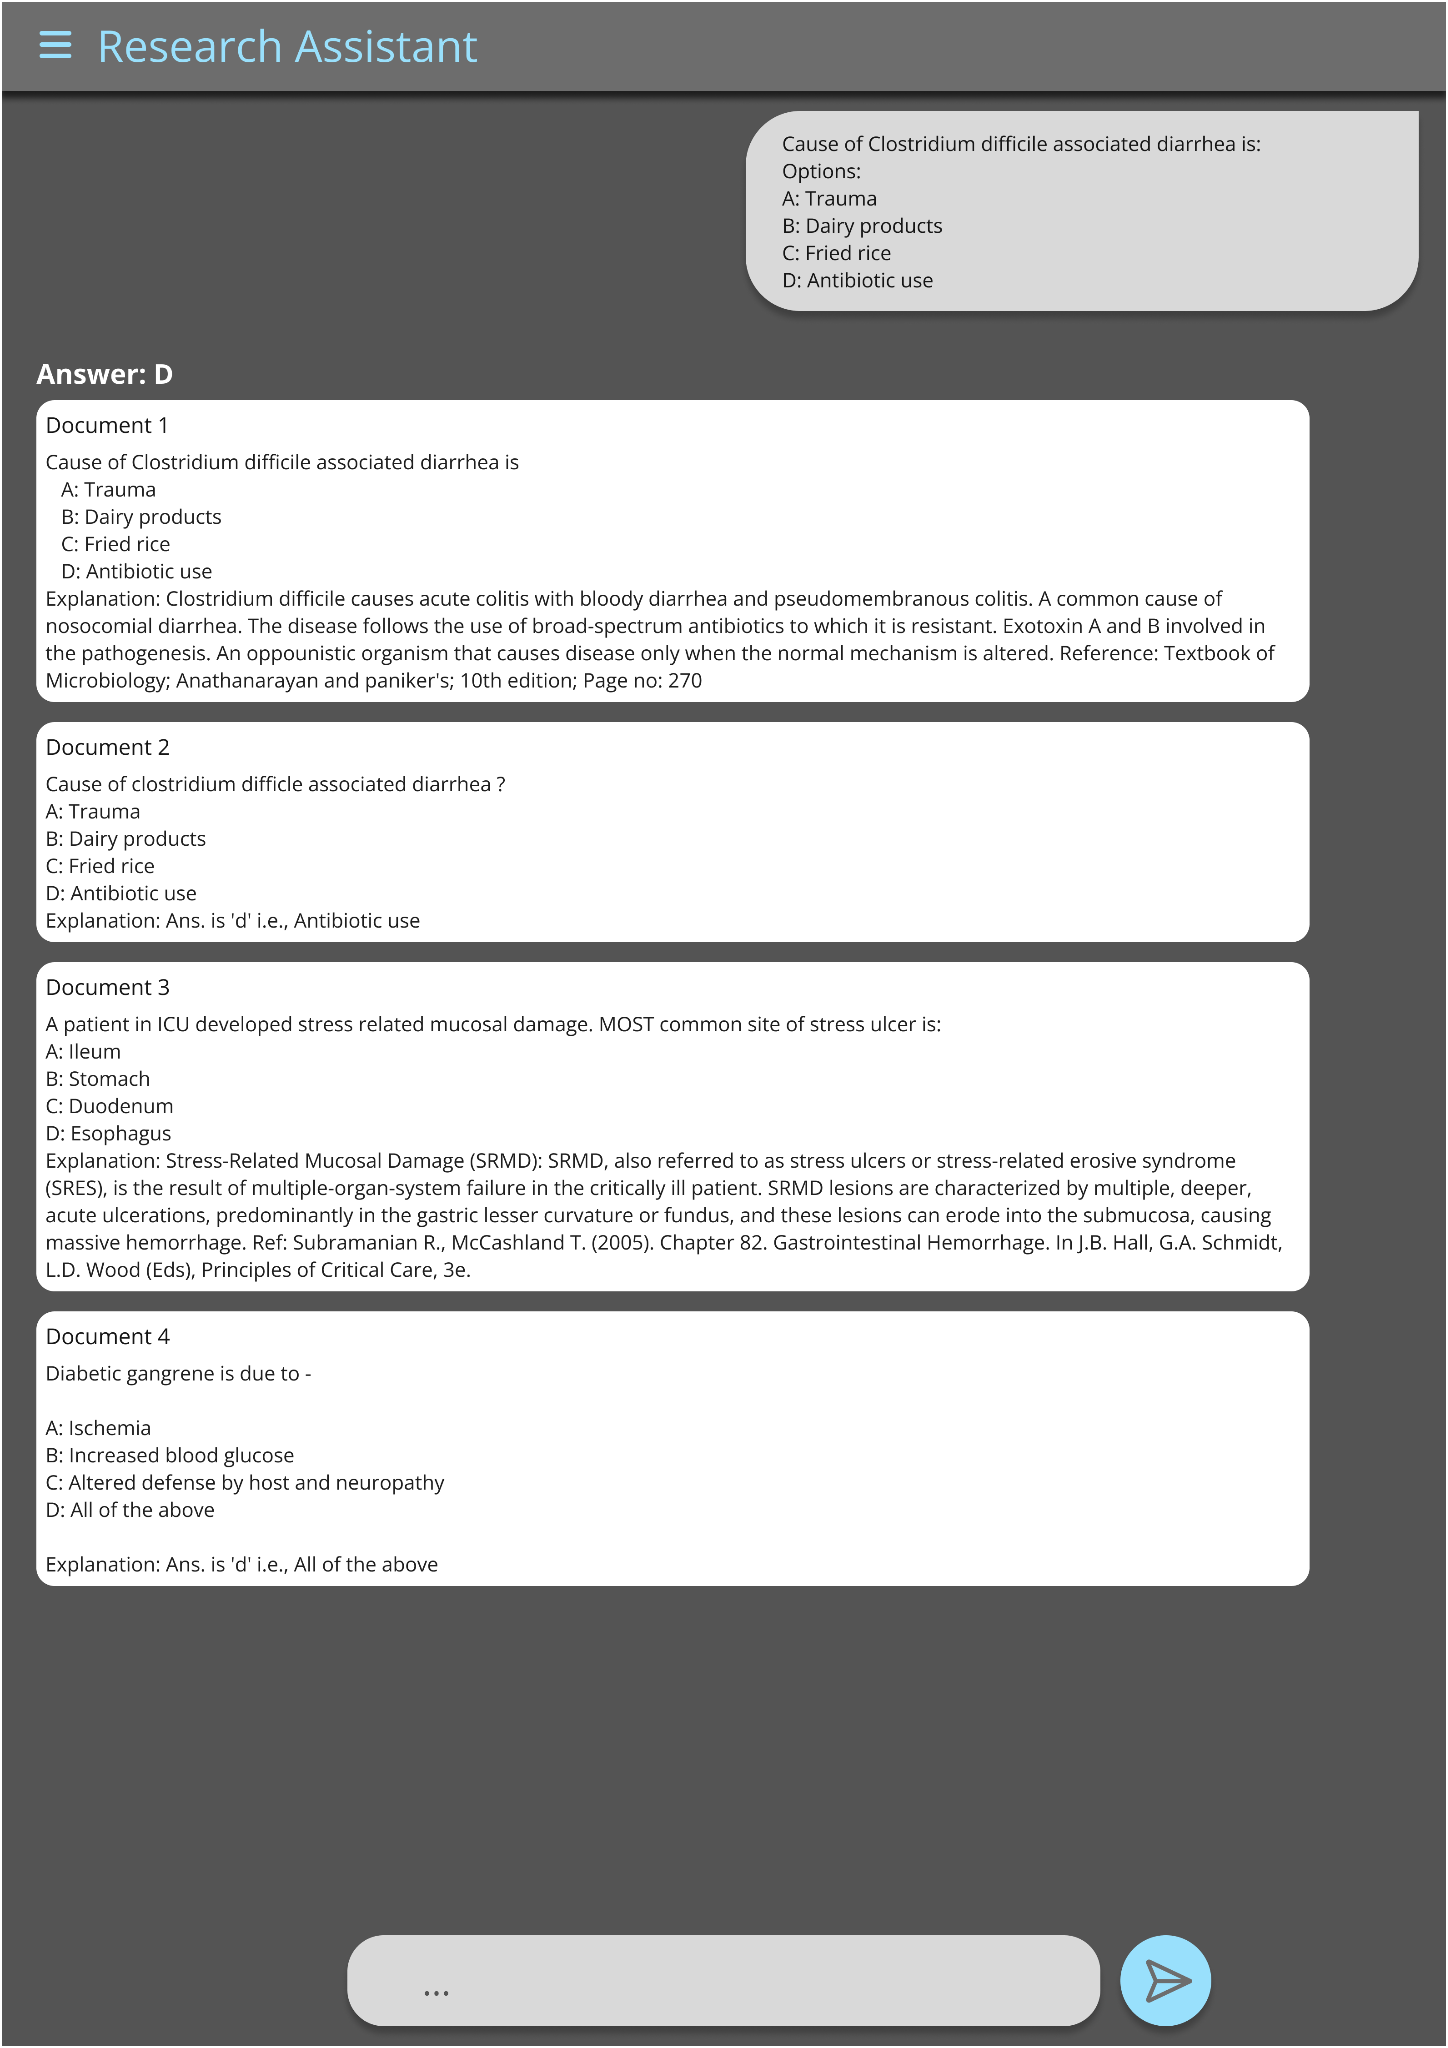 Research Assistant
Cause of Clostridium difficile associated diarrhea is:
Options:
A: Trauma
B: Dairy products
C: Fried rice
D: Antibiotic use
Answer: D
Document 1
Cause of Clostridium difficile associated diarrhea is
A: Trauma
B: Dairy products
C: Fried rice
D: Antibiotic use
Explanation: Clostridium difficile causes acute colitis with bloody diarrhea and pseudomembranous colitis. A common cause of
nosocomial diarrhea. The disease follows the use of broad-spectrum antibiotics to which it is resistant. Exotoxin A and B involved in
the pathogenesis. An oppounistic organism that causes disease only when the normal mechanism is altered. Reference: Textbook of
Microbiology; Anathanarayan and paniker's; 10th edition; Page no: 270
Document 2
Cause of clostridium difficle associated diarrhea ?
A: Trauma
B: Dairy products
C: Fried rice
D: Antibiotic use
Explanation: Ans. is 'd' i.e., Antibiotic use
Document 3
A patient in ICU developed stress related mucosal damage. MOST common site of stress ulcer is:
A: Ileum
B: Stomach
C: Duodenum
D: Esophagus
Explanation: Stress-Related Mucosal Damage (SRMD): SRMD, also referred to as stress ulcers or stress-related erosive syndrome
(SRES), is the result of multiple-organ-system failure in the critically ill patient. SRMD lesions are characterized by multiple, deeper,
acute ulcerations, predominantly in the gastric lesser curvature or fundus, and these lesions can erode into the submucosa, causing
massive hemorrhage. Ref: Subramanian R., McCashland T. (2005). Chapter 82. Gastrointestinal Hemorrhage. In J.B. Hall, G.A. Schmidt,
L.D. Wood (Eds), Principles of Critical Care, 3e.
Document 4
Diabetic gangrene is due to -
A: Ischemia
B: Increased blood glucose
C: Altered defense by host and neuropathy
D: All of the above
Explanation: Ans. is 'd' i.e., All of the above
...